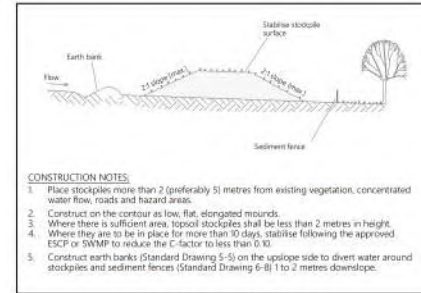 Stabilise stockpile
surface
Earth bank
Flow
2:1 slope (max.)
2:1 slope (max.)
Sediment fence
CONSTRUCTION NOTES:
1. Place stockpiles more than 2 (preferably 5) metres from existing vegetation, concentrated
water flow, roads and hazard areas.
2. Construct on the contour as low, flat, elongated mounds.
3. Where there is sufficient area, topsoil stockpiles shall be less than 2 metres in height.
4. Where they are to be in place for more than 10 days, stabilise following the approved
ESCP or SWMP to reduce the C-factor to less than 0.10.
5. Construct earth banks (Standard Drawing 5-5) on the upslope side to divert water around
stockpiles and sediment fences (Standard Drawing 6-8) 1 to 2 metres downslope.